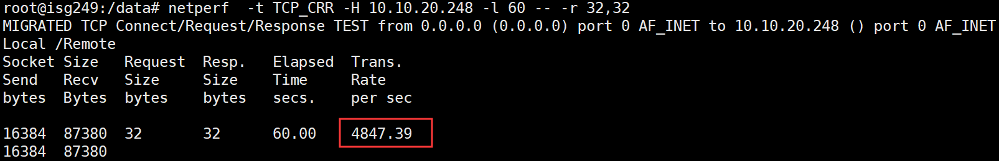 root@isg249:/data# netperf  -t TCP_CRR -H 10.10.20.248 -l 60 -- -r 32,32
MIGRATED TCP Connect/Request/Response TEST from 0.0.0.0 (0.0.0.0) port 0 AF_INET to 10.10.20.248 () port 0 AF_INET
Local /Remote
Socket Size   Request  Resp.   Elapsed  Trans.
Send   Recv   Size     Size    Time     Rate
bytes  Bytes  bytes    bytes   secs.    per sec
16384  87380  32       32      60.00    4847.39
16384  87380